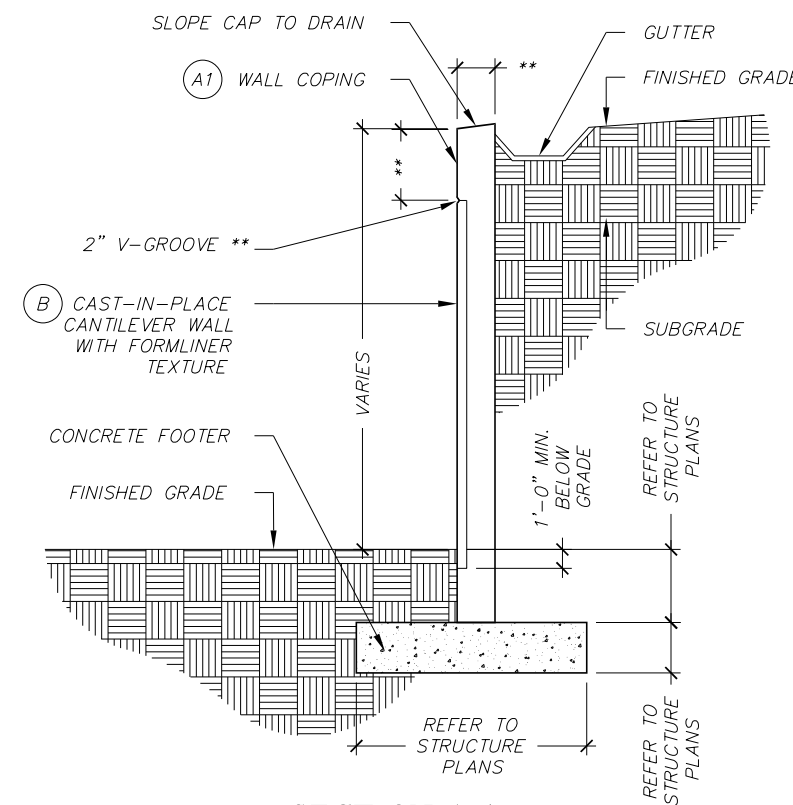 SLOPE CAP TO DRAIN
GUTTER
**
A1 WALL COPING
FINISHED GRADE
**
2" V-GROOVE **
B CAST-IN-PLACE
CANTILEVER WALL
WITH FORMLINER
TEXTURE
SUBGRADE
VARIES
CONCRETE FOOTER
FINISHED GRADE
1'-0" MIN.
BELOW
GRADE
REFER TO
STRUCTURE
PLANS
REFER TO
STRUCTURE
PLANS
REFER TO
STRUCTURE
PLANS